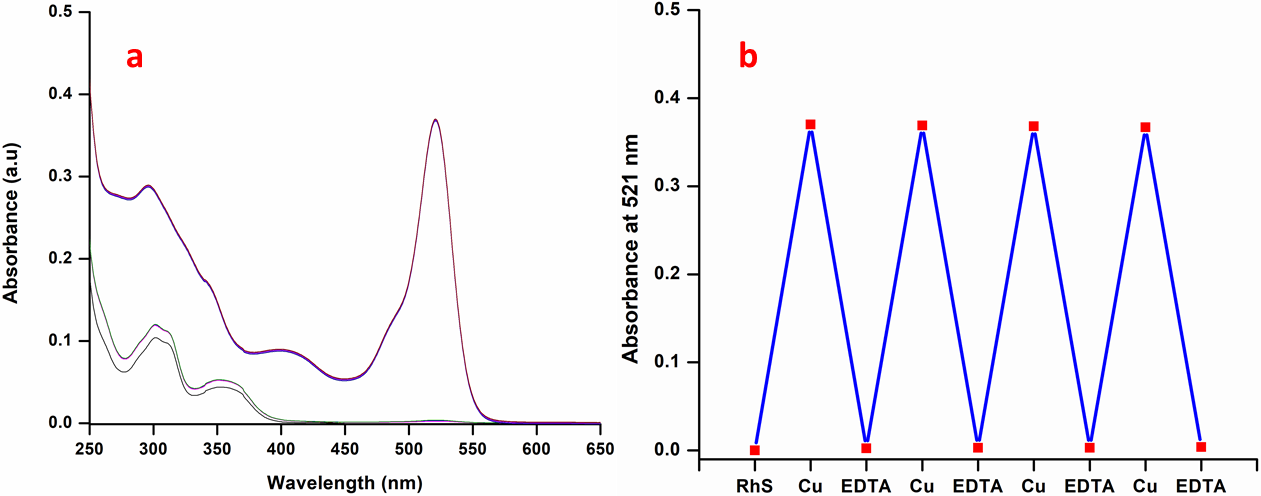 a
0.5
0.4
0.3
0.2
0.1
0.0
Absorbance (a.u)
250 300 350 400 450 500 550 600 650
Wavelength (nm)
b
0.5
0.4
0.3
0.2
0.1
0.0
Absorbance at 521 nm
RhS Cu EDTA Cu EDTA Cu EDTA Cu EDTA